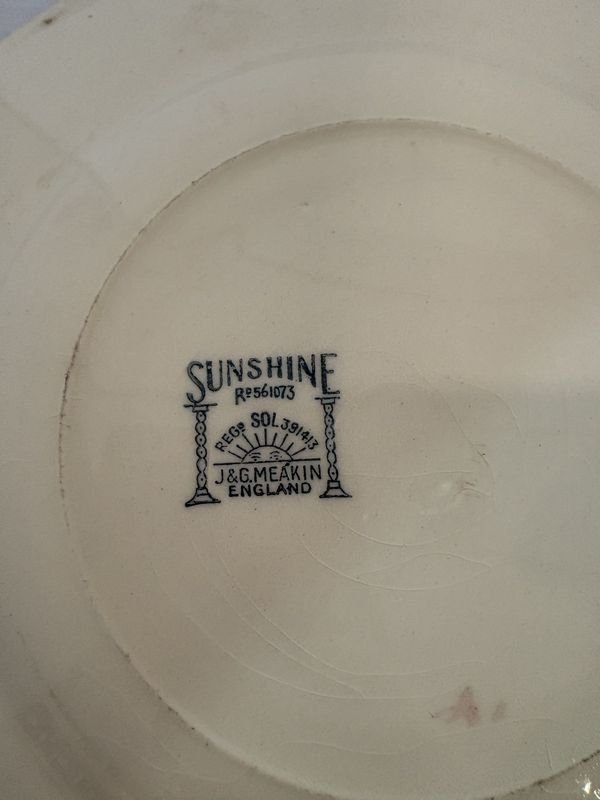 SUNSHINE
Rᴰ 561073
REGᴰ SOL 391413
J&G.MEAKIN
ENGLAND